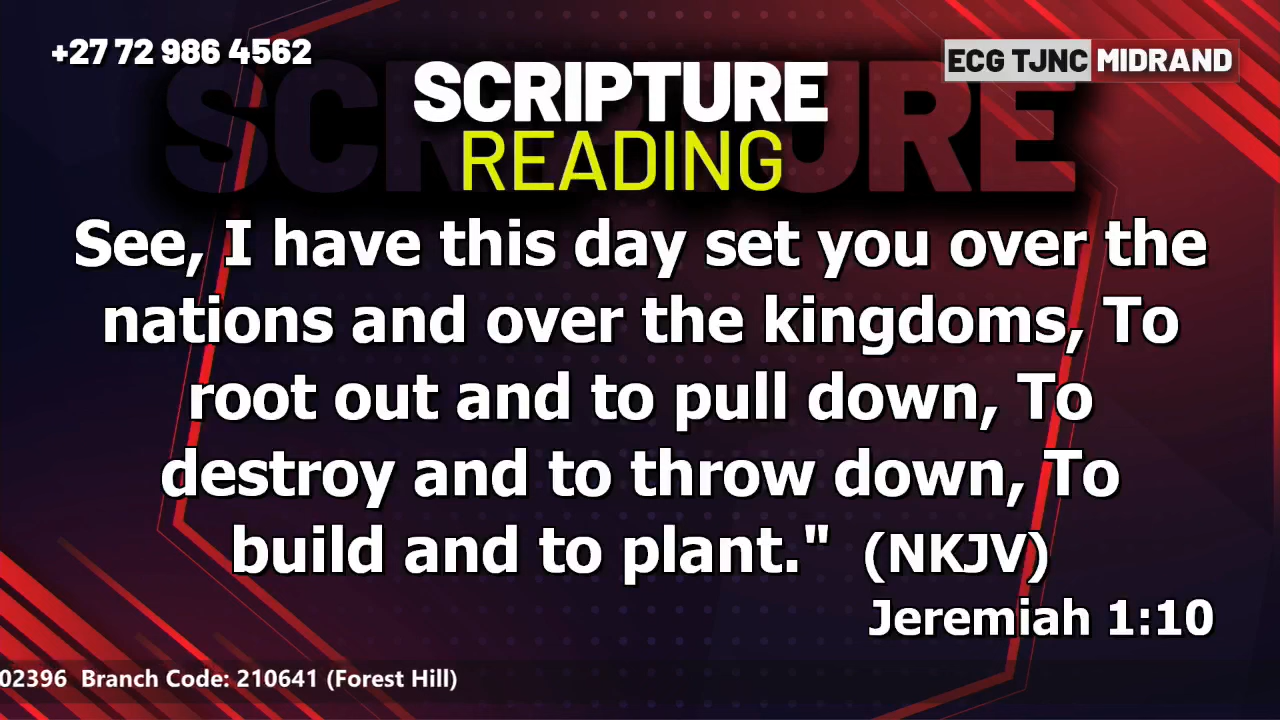 +27 72 986 4562
ECG TJNC MIDRAND
SCRIPTURE
SCRIPTURE
READING
See, I have this day set you over the
nations and over the kingdoms, To
root out and to pull down, To
destroy and to throw down, To
build and to plant." (NKJV)
Jeremiah 1:10
02396 Branch Code: 210641 (Forest Hill)